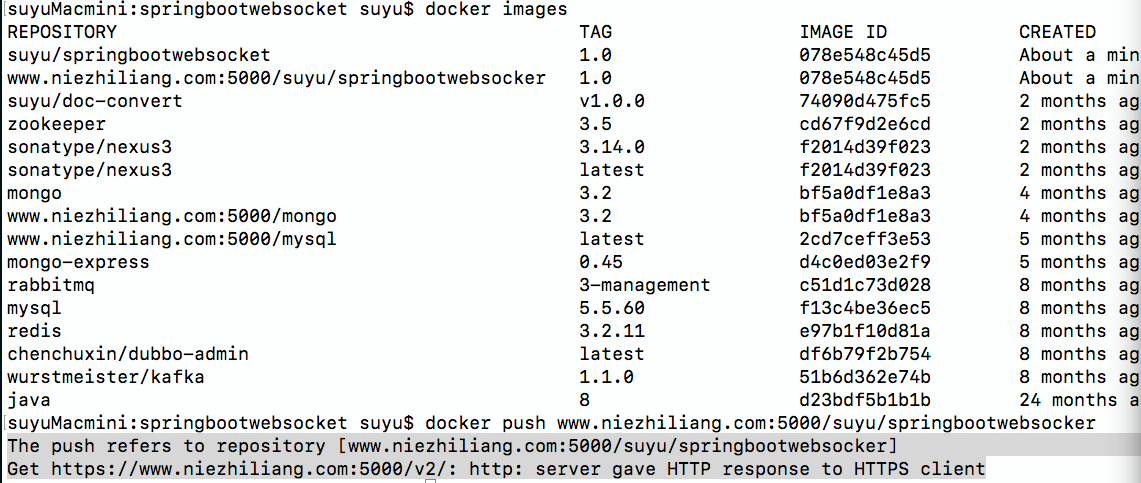 [suyuMacmini:springbootwebsocket suyu$ docker images
REPOSITORY TAG IMAGE ID CREATED
suyu/springbootwebsocket 1.0 078e548c45d5 About a min
www.niezhiliang.com:5000/suyu/springbootwebsocker 1.0 078e548c45d5 About a min
suyu/doc-convert v1.0.0 74090d475fc5 2 months ag
zookeeper 3.5 cd67f9d2e6cd 2 months ag
sonatype/nexus3 3.14.0 f2014d39f023 2 months ag
sonatype/nexus3 latest f2014d39f023 2 months ag
mongo 3.2 bf5a0df1e8a3 4 months ag
www.niezhiliang.com:5000/mongo 3.2 bf5a0df1e8a3 4 months ag
www.niezhiliang.com:5000/mysql latest 2cd7ceff3e53 5 months ag
mongo-express 0.45 d4c0ed03e2f9 5 months ag
rabbitmq 3-management c51d1c73d028 8 months ag
mysql 5.5.60 f13c4be36ec5 8 months ag
redis 3.2.11 e97b1f10d81a 8 months ag
chenchuxin/dubbo-admin latest df6b79f2b754 8 months ag
wurstmeister/kafka 1.1.0 51b6d362e74b 8 months ag
java 8 d23bdf5b1b1b 24 months a
[suyuMacmini:springbootwebsocket suyu$ docker push www.niezhiliang.com:5000/suyu/springbootwebsocker
The push refers to repository [www.niezhiliang.com:5000/suyu/springbootwebsocker]
Get https://www.niezhiliang.com:5000/v2/: http: server gave HTTP response to HTTPS client